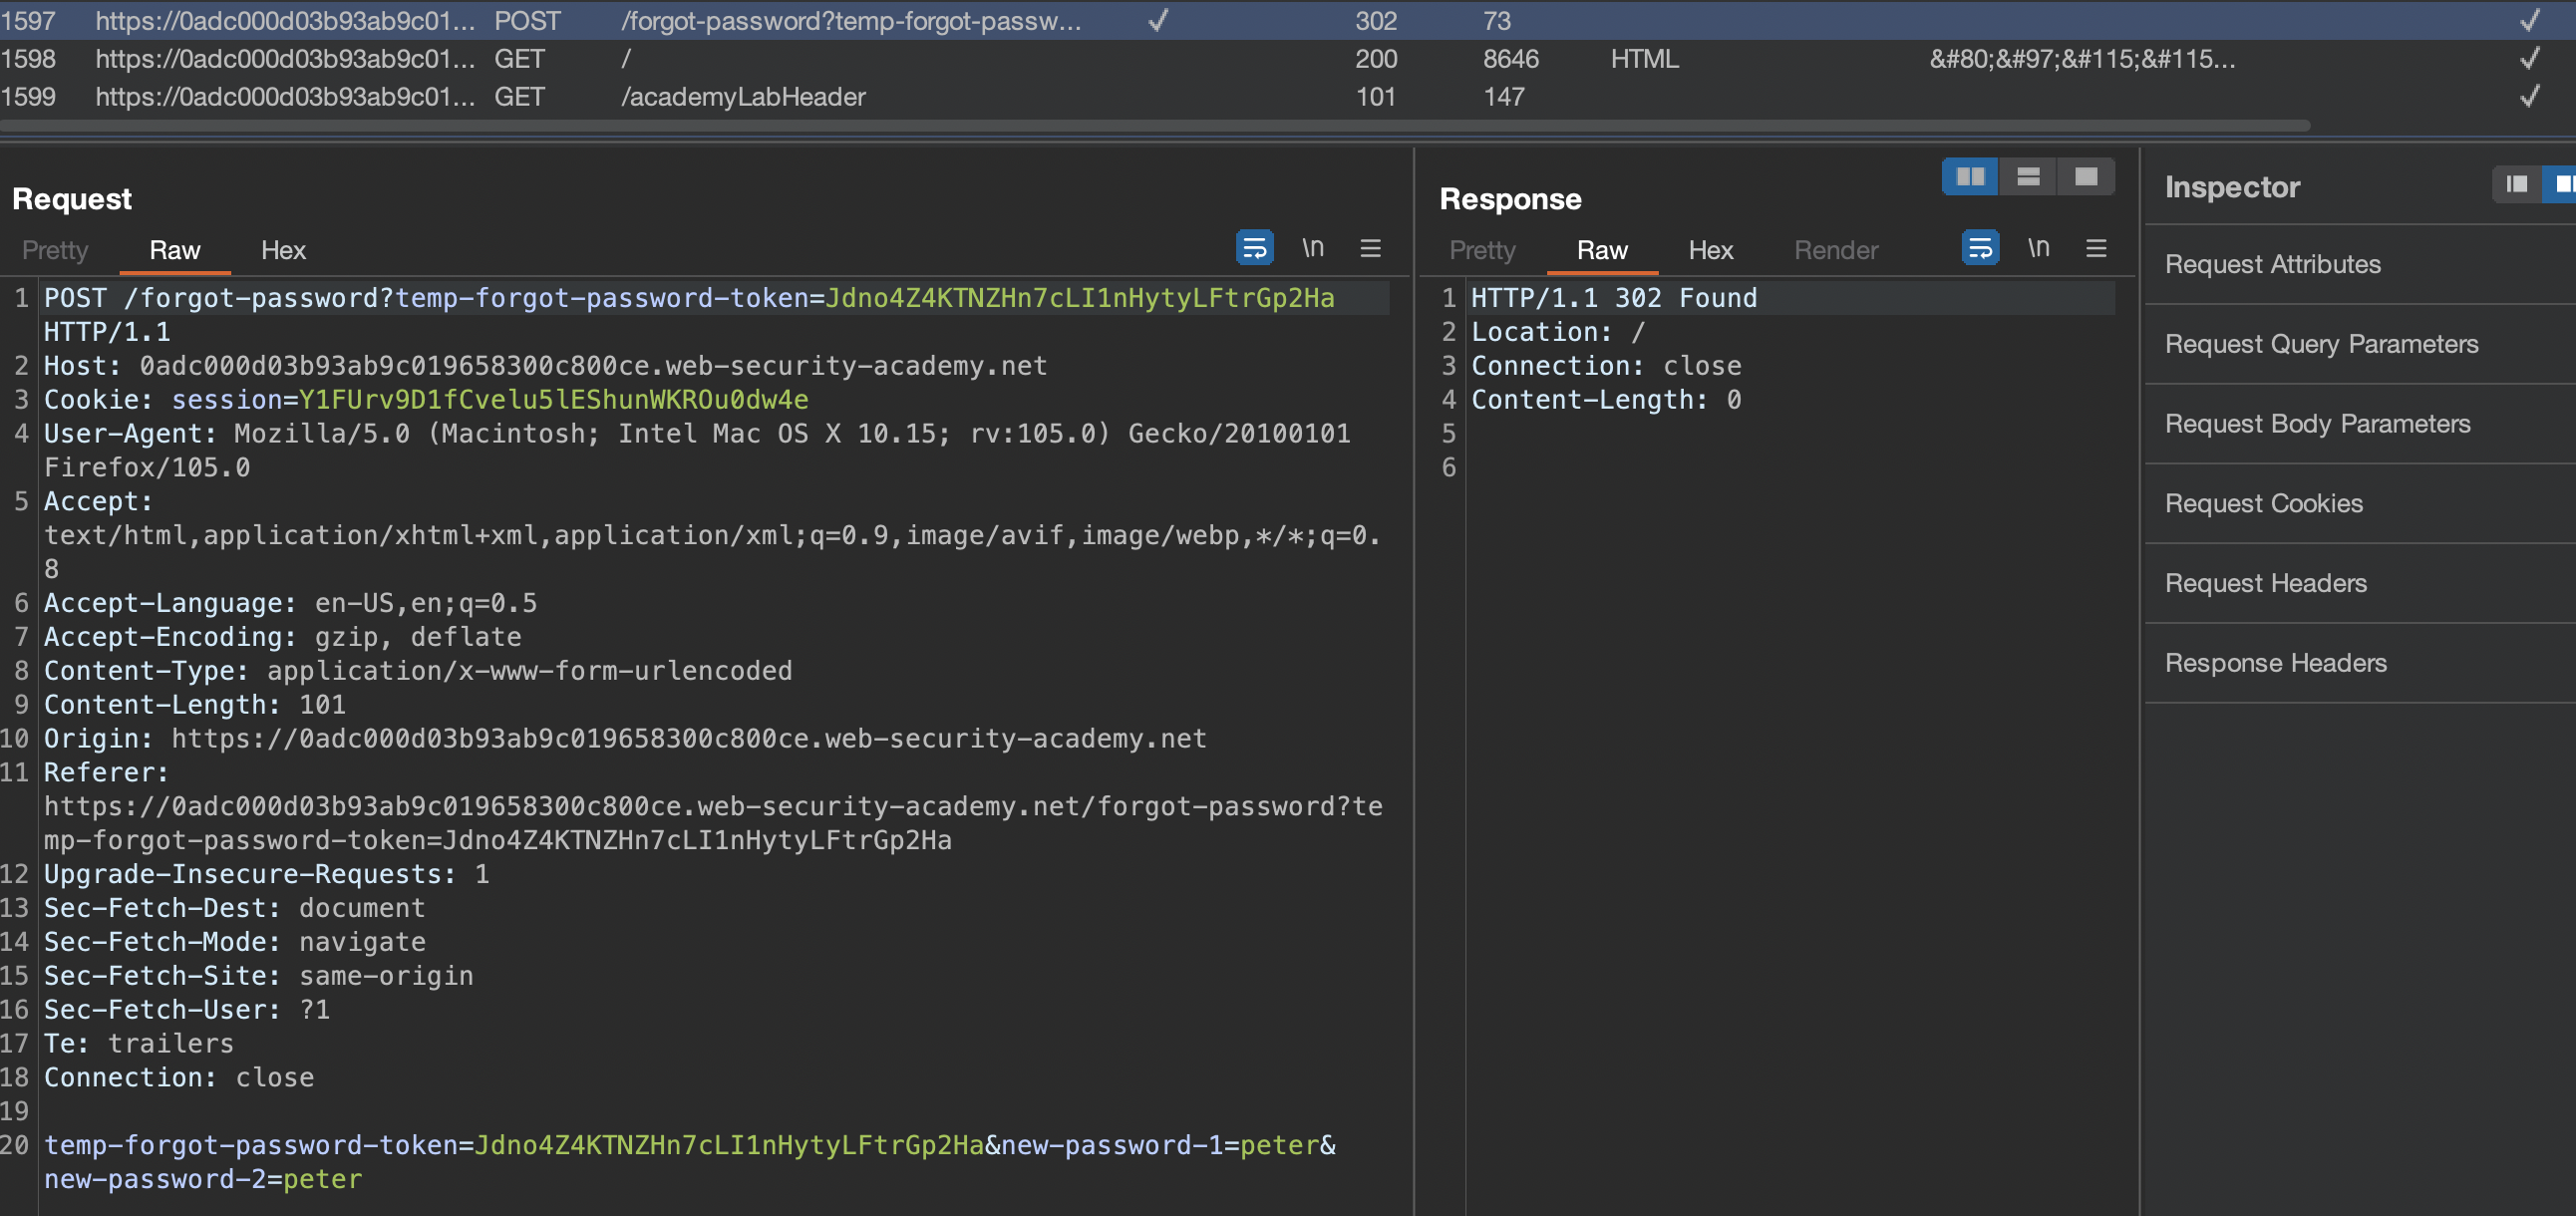 1597 https://0adc000d03b93ab9c01... POST /forgot-password?temp-forgot-passw... ✓ 302 73 ✓
1598 https://0adc000d03b93ab9c01... GET / 200 8646 HTML &#80;&#97;&#115;&#115... ✓
1599 https://0adc000d03b93ab9c01... GET /academyLabHeader 101 147 ✓
Request
Pretty Raw Hex \n
1 POST /forgot-password?temp-forgot-password-token=Jdno4Z4KTNZHn7cLI1nHytyLFtrGp2Ha
HTTP/1.1
2 Host: 0adc000d03b93ab9c019658300c800ce.web-security-academy.net
3 Cookie: session=Y1FUrv9D1fCvelu5lEShunWKROu0dw4e
4 User-Agent: Mozilla/5.0 (Macintosh; Intel Mac OS X 10.15; rv:105.0) Gecko/20100101
Firefox/105.0
5 Accept:
text/html,application/xhtml+xml,application/xml;q=0.9,image/avif,image/webp,*/*;q=0.
8
6 Accept-Language: en-US,en;q=0.5
7 Accept-Encoding: gzip, deflate
8 Content-Type: application/x-www-form-urlencoded
9 Content-Length: 101
10 Origin: https://0adc000d03b93ab9c019658300c800ce.web-security-academy.net
11 Referer:
https://0adc000d03b93ab9c019658300c800ce.web-security-academy.net/forgot-password?te
mp-forgot-password-token=Jdno4Z4KTNZHn7cLI1nHytyLFtrGp2Ha
12 Upgrade-Insecure-Requests: 1
13 Sec-Fetch-Dest: document
14 Sec-Fetch-Mode: navigate
15 Sec-Fetch-Site: same-origin
16 Sec-Fetch-User: ?1
17 Te: trailers
18 Connection: close
19
20 temp-forgot-password-token=Jdno4Z4KTNZHn7cLI1nHytyLFtrGp2Ha&new-password-1=peter&
new-password-2=peter
Response
Pretty Raw Hex Render \n
1 HTTP/1.1 302 Found
2 Location: /
3 Connection: close
4 Content-Length: 0
5
6
Inspector
Request Attributes
Request Query Parameters
Request Body Parameters
Request Cookies
Request Headers
Response Headers